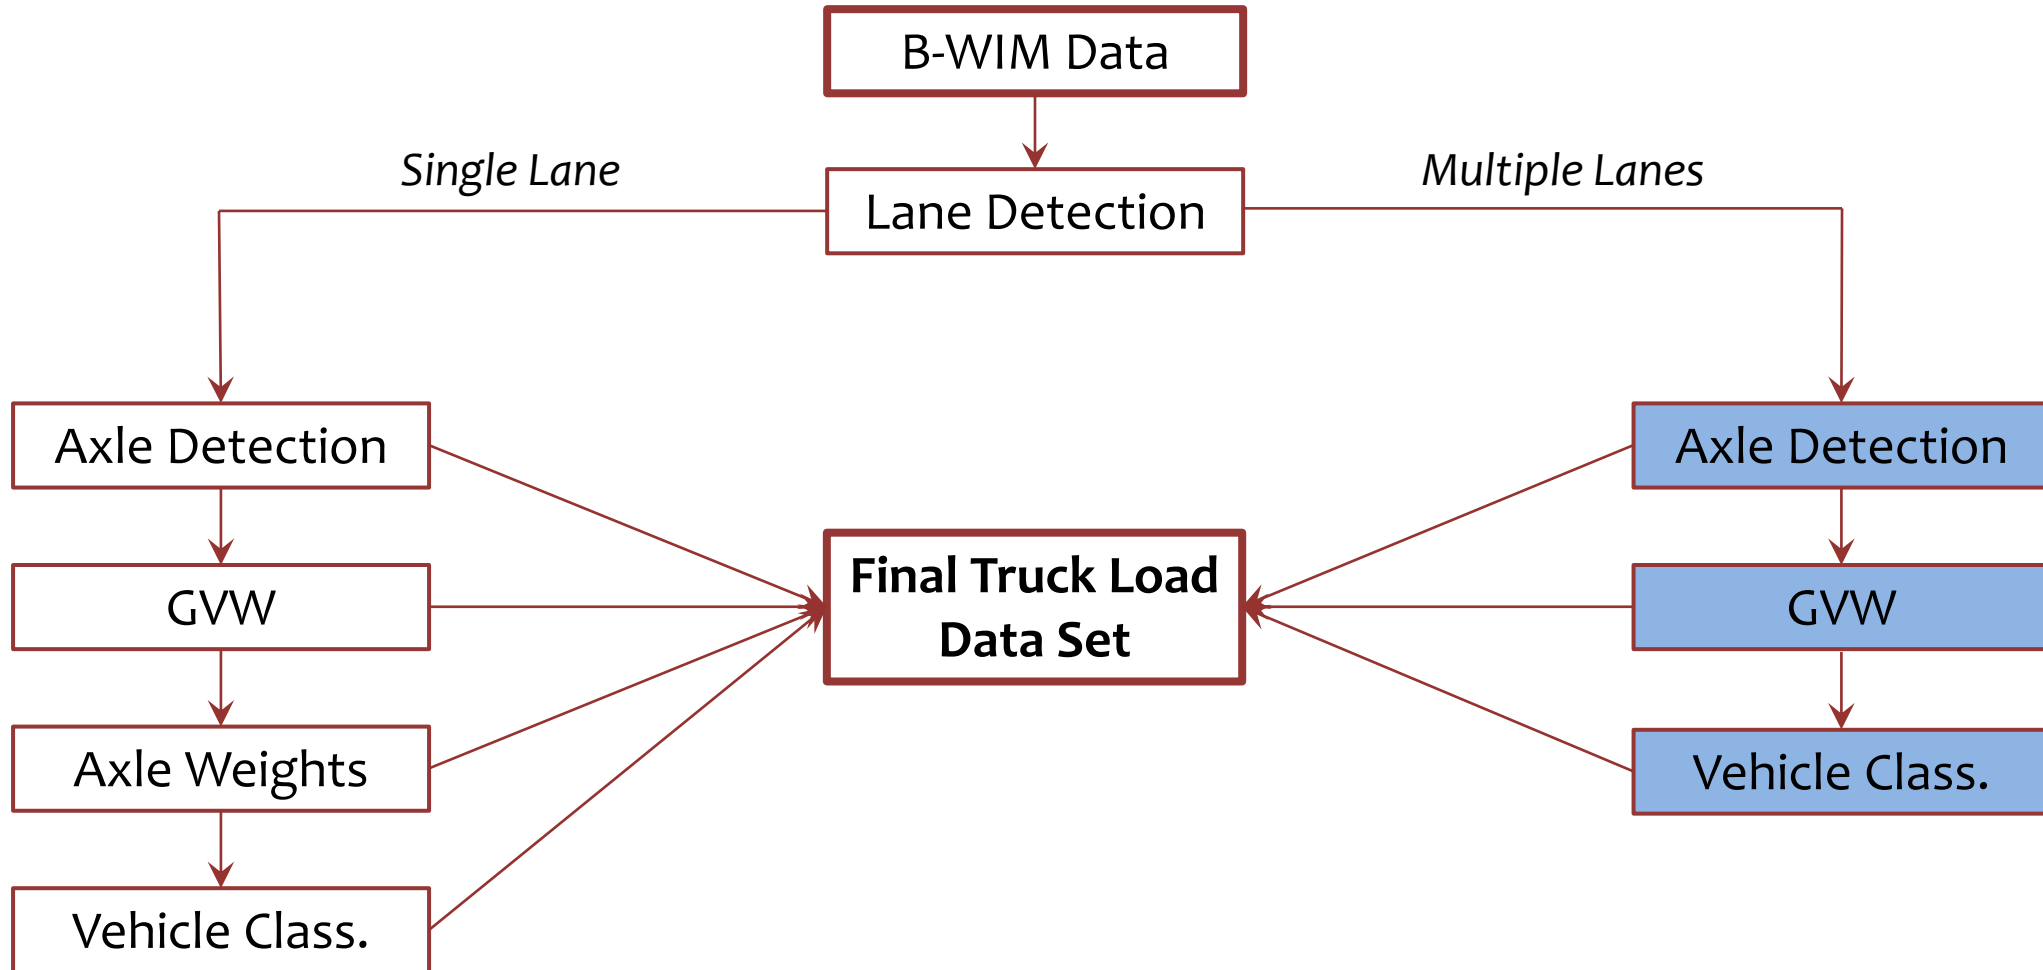 B-WIM Data
Single Lane
Multiple Lanes
Lane Detection
Axle Detection
Axle Detection
GVW
Final Truck Load
Data Set
GVW
Axle Weights
Vehicle Class.
Vehicle Class.